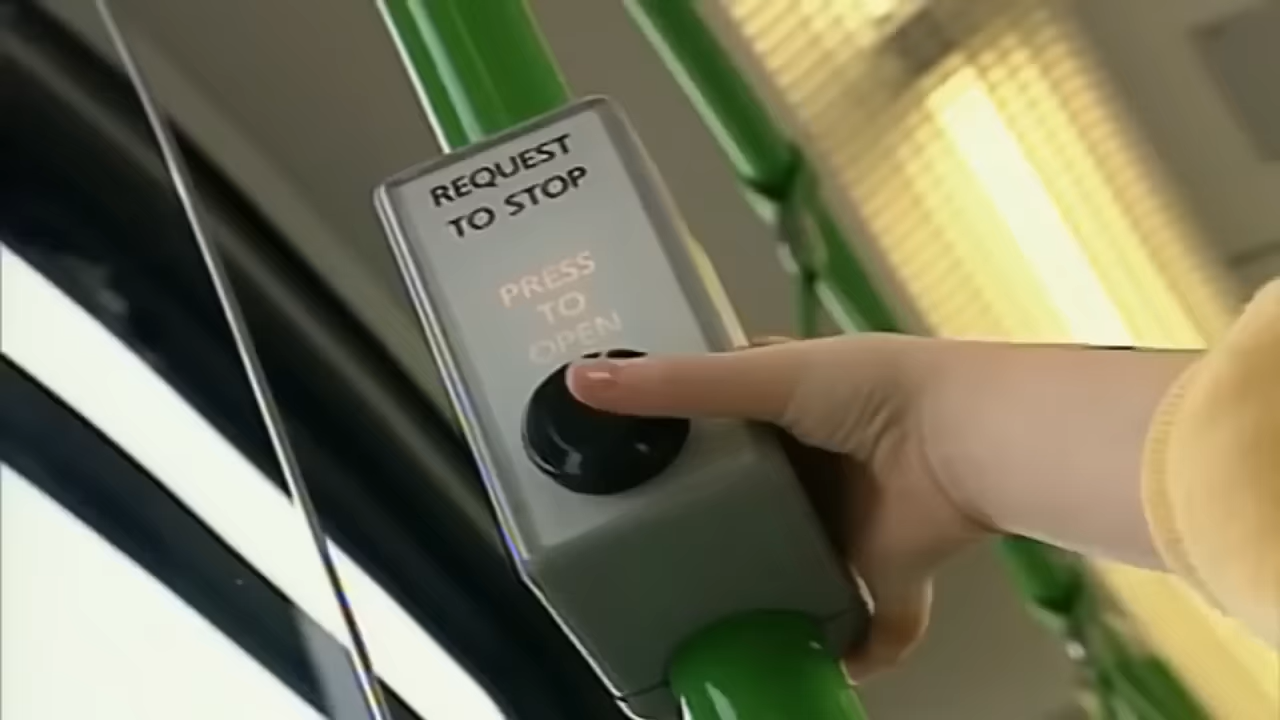 REQUEST
TO STOP
PRESS
TO
OPEN